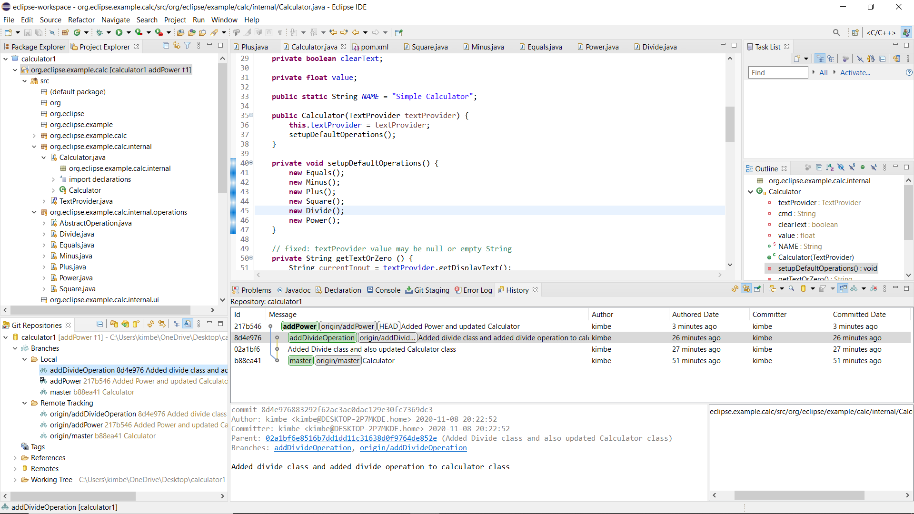 eclipse-workspace - org.eclipse.example.calc/src/org/eclipse/example/calc/internal/Calculator.java - Eclipse IDE
File Edit Source Refactor Navigate Search Project Run Window Help
<C/C++>
Package Explorer
Project Explorer
calculator1
org.eclipse.example.calc [calculator1 addPower ↑1]
src
(default package)
org
org.eclipse
org.eclipse.example
org.eclipse.example.calc
org.eclipse.example.calc.internal
Calculator.java
org.eclipse.example.calc.internal
import declarations
Calculator
TextProvider.java
org.eclipse.example.calc.internal.operations
AbstractOperation.java
Divide.java
Equals.java
Minus.java
Plus.java
Power.java
Square.java
org.eclipse.example.calc.internal.ui
Git Repositories
calculator1 [addPower ↑1] - C:\Users\kimbe\OneDrive\Desktop\c
Branches
Local
addDivideOperation 8d4e976 Added divide class and ac
addPower 217b546 Added Power and updated Calculato
master b88ea41 Calculator
Remote Tracking
origin/addDivideOperation 8d4e976 Added divide class
origin/addPower 217b546 Added Power and updated Ca
origin/master b88ea41 Calculator
Tags
References
Remotes
Working Tree - C:\Users\kimbe\OneDrive\Desktop\calculator1
Plus.java
Calculator.java
pom.xml
Square.java
Minus.java
Equals.java
Power.java
Divide.java
29 private boolean clearText;
30
31 private float value;
32
33 public static String NAME = "Simple Calculator";
34
35 public Calculator(TextProvider textProvider) {
36 this.textProvider = textProvider;
37 setupDefaultOperations();
38 }
39
40 private void setupDefaultOperations() {
41 new Equals();
42 new Minus();
43 new Plus();
44 new Square();
45 new Divide();
46 new Power();
47 }
48
49 // fixed: textProvider value may be null or empty String
50 private String getTextOrZero () {
51 String currentInput = textProvider.getDisplayText();
Task List
Find
All
Activate...
Outline
org.eclipse.example.calc.internal
Calculator
textProvider : TextProvider
cmd : String
clearText : boolean
value : float
NAME : String
Calculator(TextProvider)
setupDefaultOperations() : void
getTextOrZero() : String
Problems
Javadoc
Declaration
Console
Git Staging
Error Log
History
Repository: calculator1
Id Message Author Authored Date Committer Committed Date
217b546 addPower origin/addPower HEAD Added Power and updated Calculator kimbe 3 minutes ago kimbe 3 minutes ago
8d4e976 addDivideOperation origin/addDivid... Added divide class and added divide operation to cal kimbe 26 minutes ago kimbe 26 minutes ago
02a1bf6 Added Divide class and also updated Calculator class kimbe 27 minutes ago kimbe 27 minutes ago
b88ea41 master origin/master Calculator kimbe 51 minutes ago kimbe 51 minutes ago
commit 8d4e976883292f62ac3ac0dac129e30fc7369dc3
Author: kimbe <kimbe@DESKTOP-2P7MKDE.home> 2020-11-08 20:22:52
Committer: kimbe <kimbe@DESKTOP-2P7MKDE.home> 2020-11-08 20:22:52
Parent: 02a1bf6e8516b7dd1dd11c31638d0f9764de852e (Added Divide class and also updated Calculator class)
Branches: addDivideOperation, origin/addDivideOperation
Added divide class and added divide operation to calculator class
eclipse.example.calc/src/org/eclipse/example/calc/internal/Calc
addDivideOperation [calculator1]